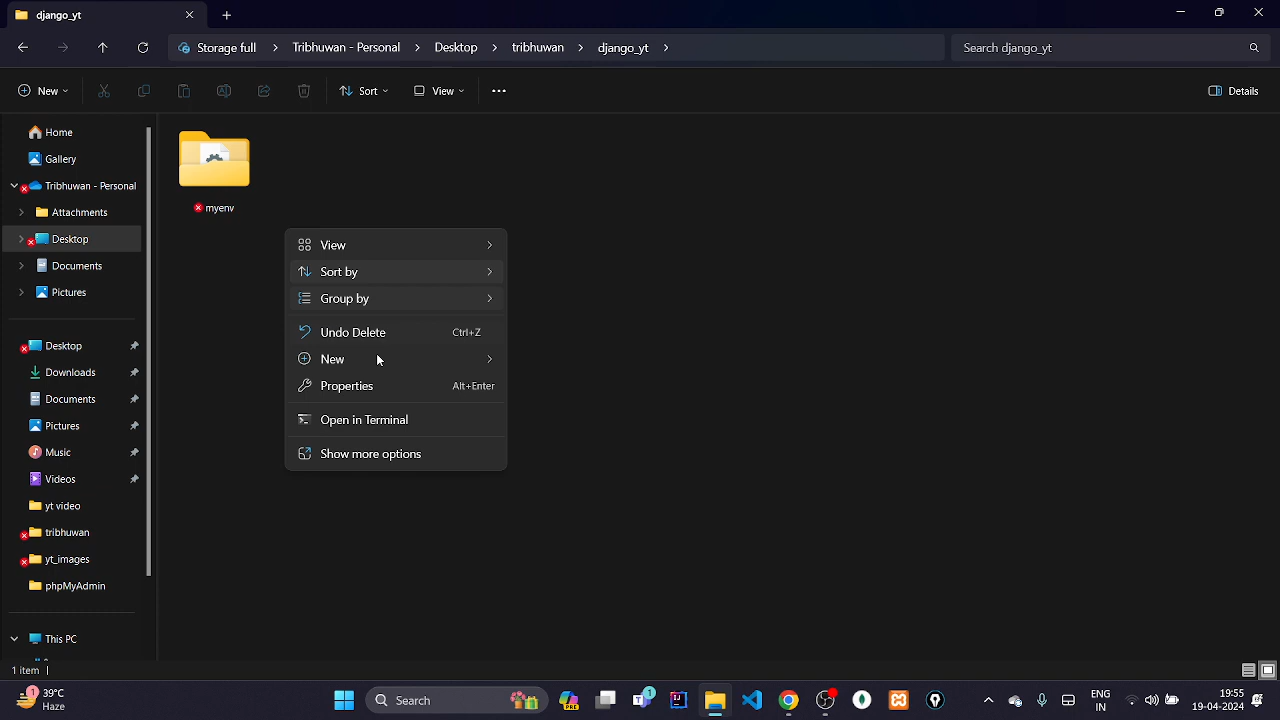 django_yt
Storage full > Tribhuwan - Personal > Desktop > tribhuwan > django_yt >
Search django_yt
New
Sort
View
Details
Home
Gallery
Tribhuwan - Personal
Attachments
Desktop
Documents
Pictures
Desktop
Downloads
Documents
Pictures
Music
Videos
yt video
tribhuwan
yt_images
phpMyAdmin
This PC
myenv
View
Sort by
Group by
Undo Delete Ctrl+Z
New
Properties Alt+Enter
Open in Terminal
Show more options
1 item
1
39°C
Haze
Search
PRE
1
ENG
IN
19:55
19-04-2024